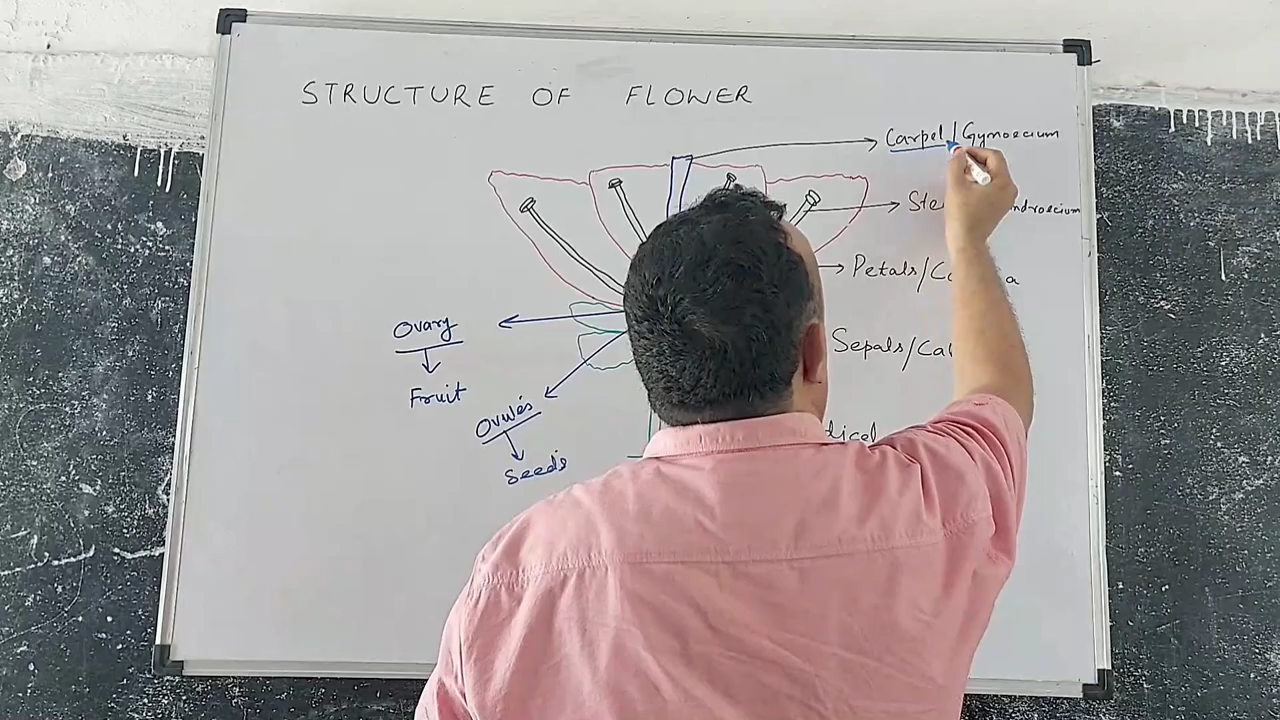 STRUCTURE OF FLOWER
Carpel/Gynoecium
Petals/
Sepals/
Ovary
Fruit
Ovules
Seeds